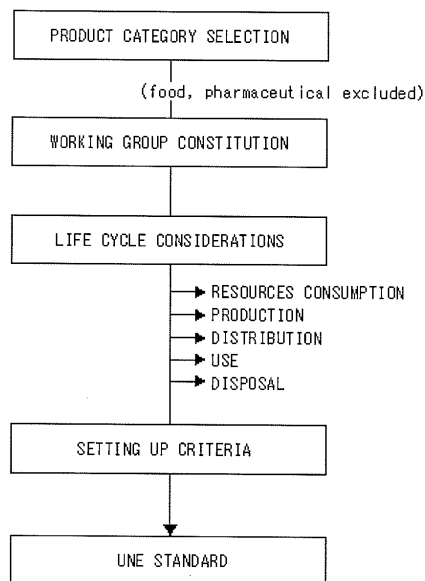 PRODUCT CATEGORY SELECTION
(food, pharmaceutical excluded)
WORKING GROUP CONSTITUTION
LIFE CYCLE CONSIDERATIONS
RESOURCES CONSUMPTION
PRODUCTION
DISTRIBUTION
USE
DISPOSAL
SETTING UP CRITERIA
UNE STANDARD